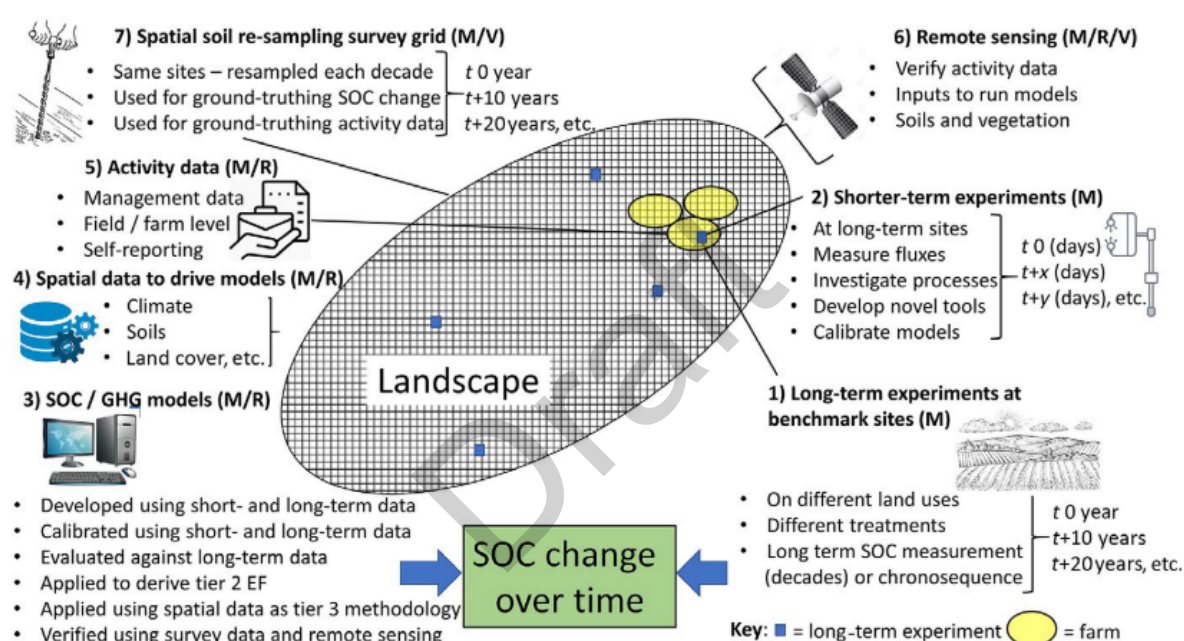 7) Spatial soil re-sampling survey grid (M/V)
• Same sites – resampled each decade
• Used for ground-truthing SOC change
• Used for ground-truthing activity data
t 0 year
t+10 years
t+20 years, etc.
6) Remote sensing (M/R/V)
• Verify activity data
• Inputs to run models
• Soils and vegetation
5) Activity data (M/R)
• Management data
• Field / farm level
• Self-reporting
2) Shorter-term experiments (M)
• At long-term sites
• Measure fluxes
• Investigate processes
• Develop novel tools
• Calibrate models
t 0 (days)
t+x (days)
t+y (days), etc.
4) Spatial data to drive models (M/R)
• Climate
• Soils
• Land cover, etc.
Landscape
Draft
3) SOC / GHG models (M/R)
• Developed using short- and long-term data
• Calibrated using short- and long-term data
• Evaluated against long-term data
• Applied to derive tier 2 EF
• Applied using spatial data as tier 3 methodology
• Verified using survey data and remote sensing
1) Long-term experiments at
benchmark sites (M)
• On different land uses
• Different treatments
• Long term SOC measurement
(decades) or chronosequence
t 0 year
t+10 years
t+20 years, etc.
SOC change
over time
Key: = long-term experiment = farm